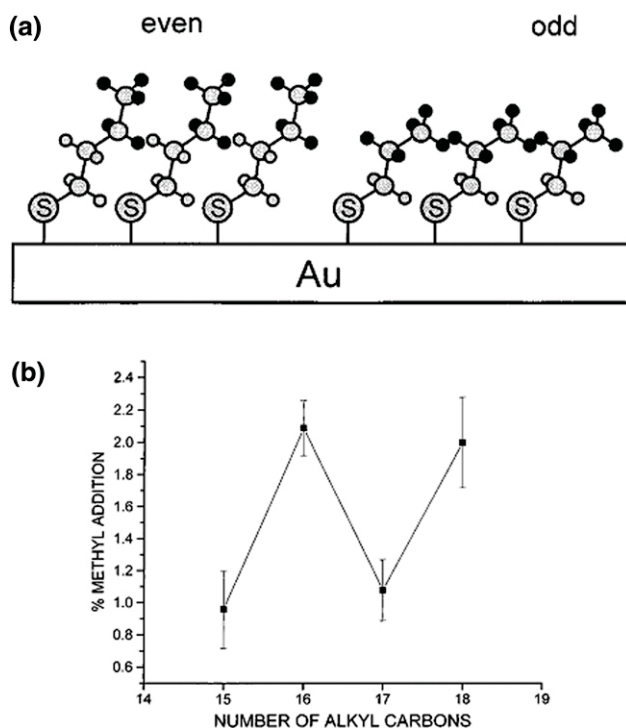 (a)
even
odd
S S S S S S
Au
(b)
% METHYL ADDITION
2.4
2.2
2.0
1.8
1.6
1.4
1.2
1.0
0.8
0.6
14 15 16 17 18 19
NUMBER OF ALKYL CARBONS